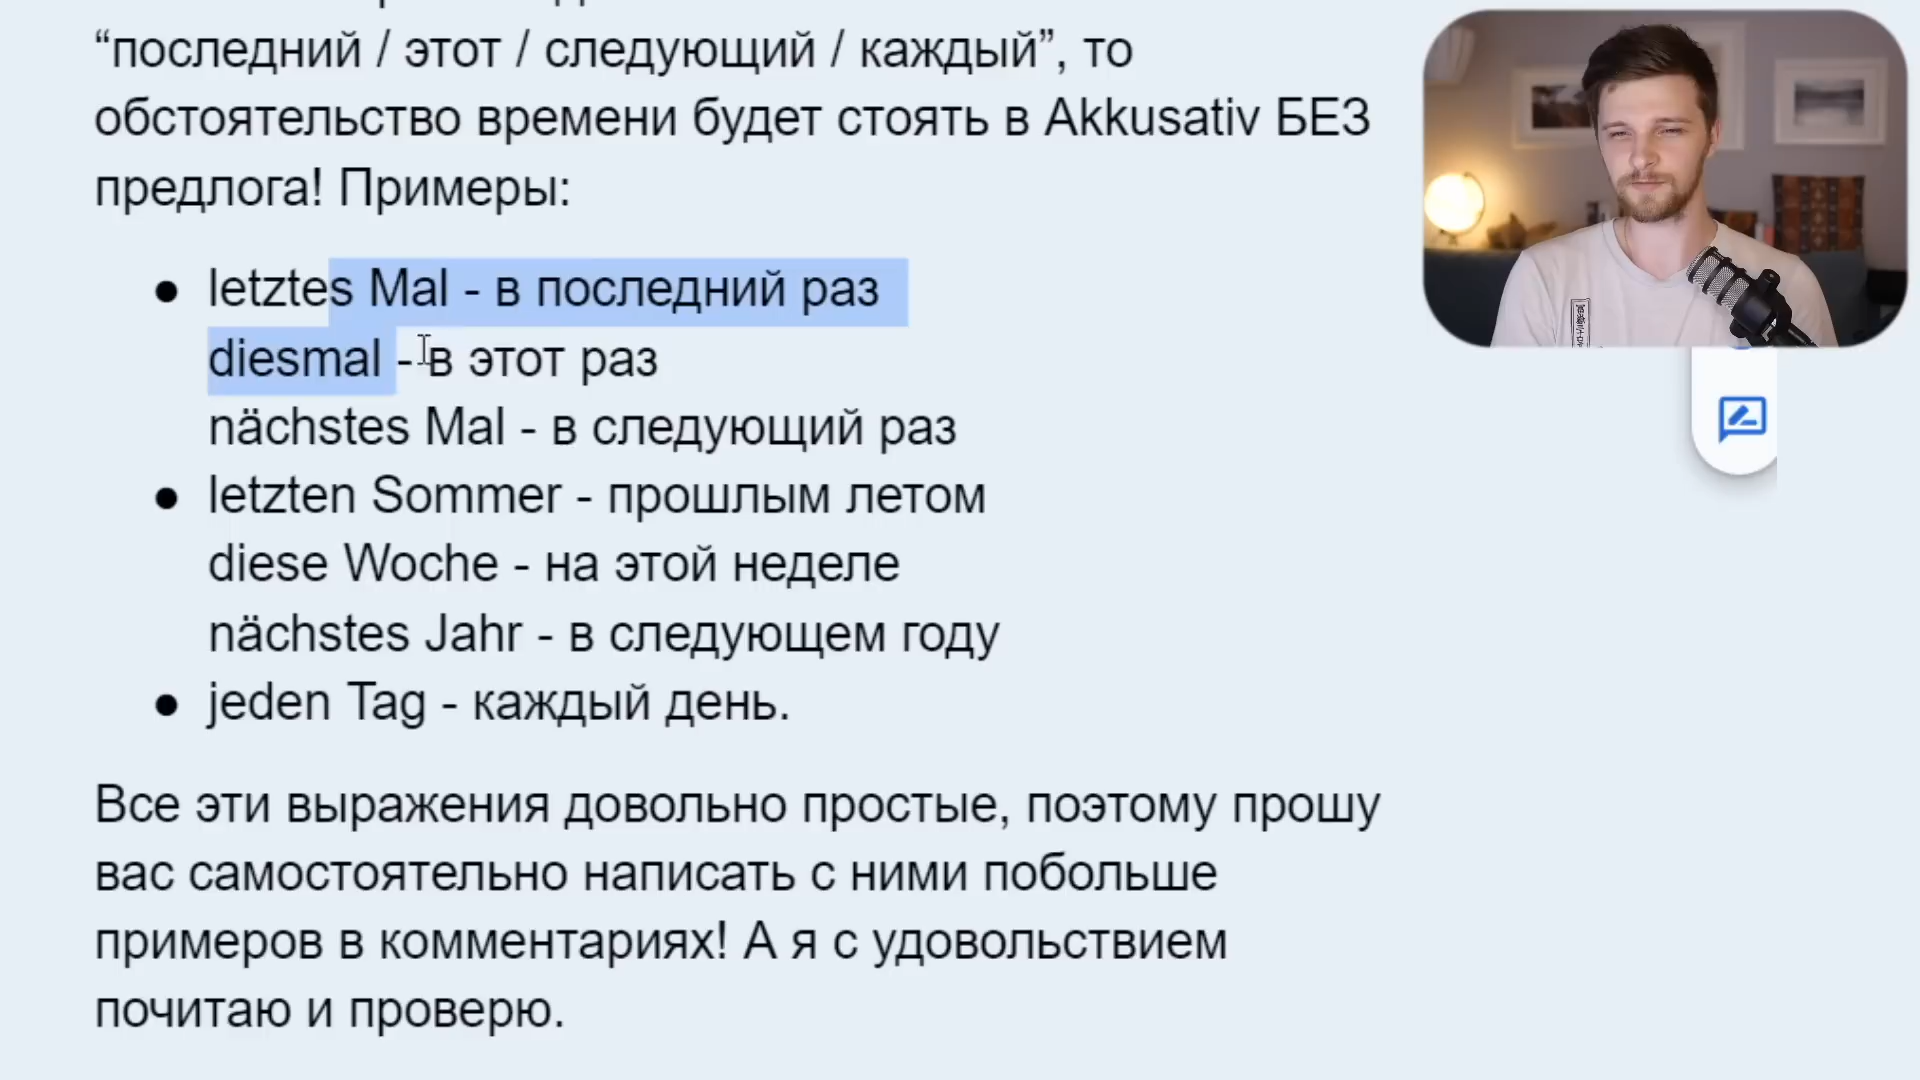 “последний / этот / следующий / каждый”, то
обстоятельство времени будет стоять в Akkusativ БЕЗ
предлога! Примеры:
● letztes Mal - в последний раз
diesmal - в этот раз
nächstes Mal - в следующий раз
● letzten Sommer - прошлым летом
diese Woche - на этой неделе
nächstes Jahr - в следующем году
● jeden Tag - каждый день.
Все эти выражения довольно простые, поэтому прошу
вас самостоятельно написать с ними побольше
примеров в комментариях! А я с удовольствием
почитаю и проверю.